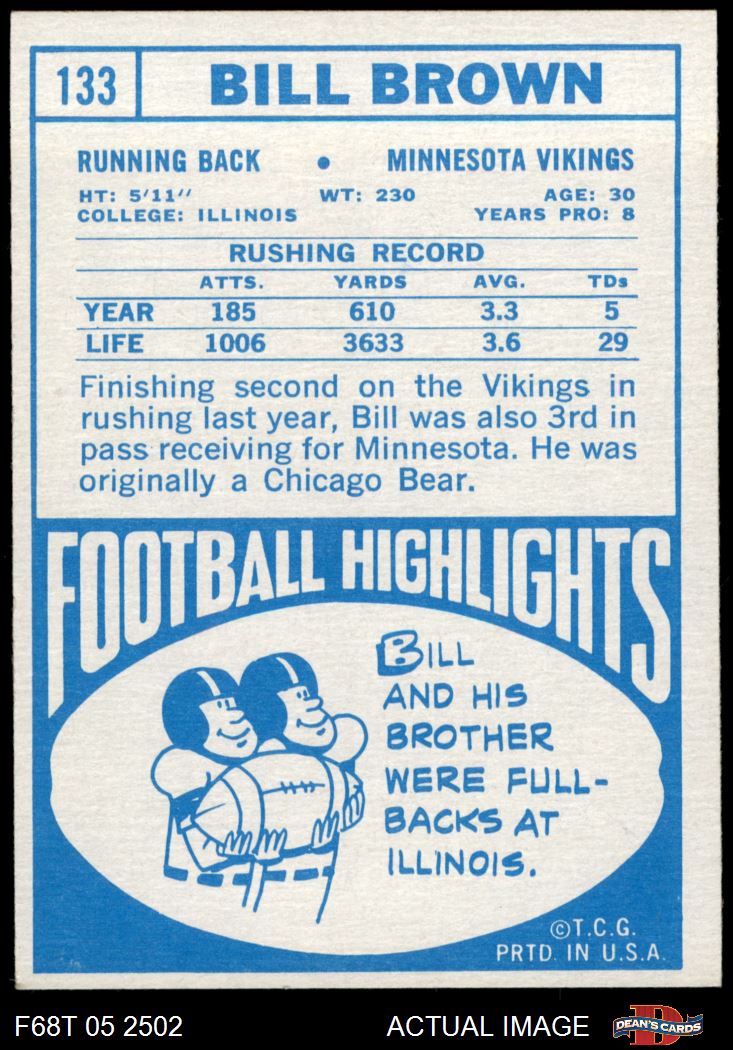 133 BILL BROWN
RUNNING BACK • MINNESOTA VIKINGS
HT: 5'11'' WT: 230 AGE: 30
COLLEGE: ILLINOIS YEARS PRO: 8
RUSHING RECORD
ATTS. YARDS AVG. TDs
YEAR 185 610 3.3 5
LIFE 1006 3633 3.6 29
Finishing second on the Vikings in
rushing last year, Bill was also 3rd in
pass receiving for Minnesota. He was
originally a Chicago Bear.
FOOTBALL HIGHLIGHTS
BILL
AND HIS
BROTHER
WERE FULL-
BACKS AT
ILLINOIS.
©T.C.G.
PRTD. IN U.S.A.
F68T 05 2502 ACTUAL IMAGE D DEAN'S CARDS